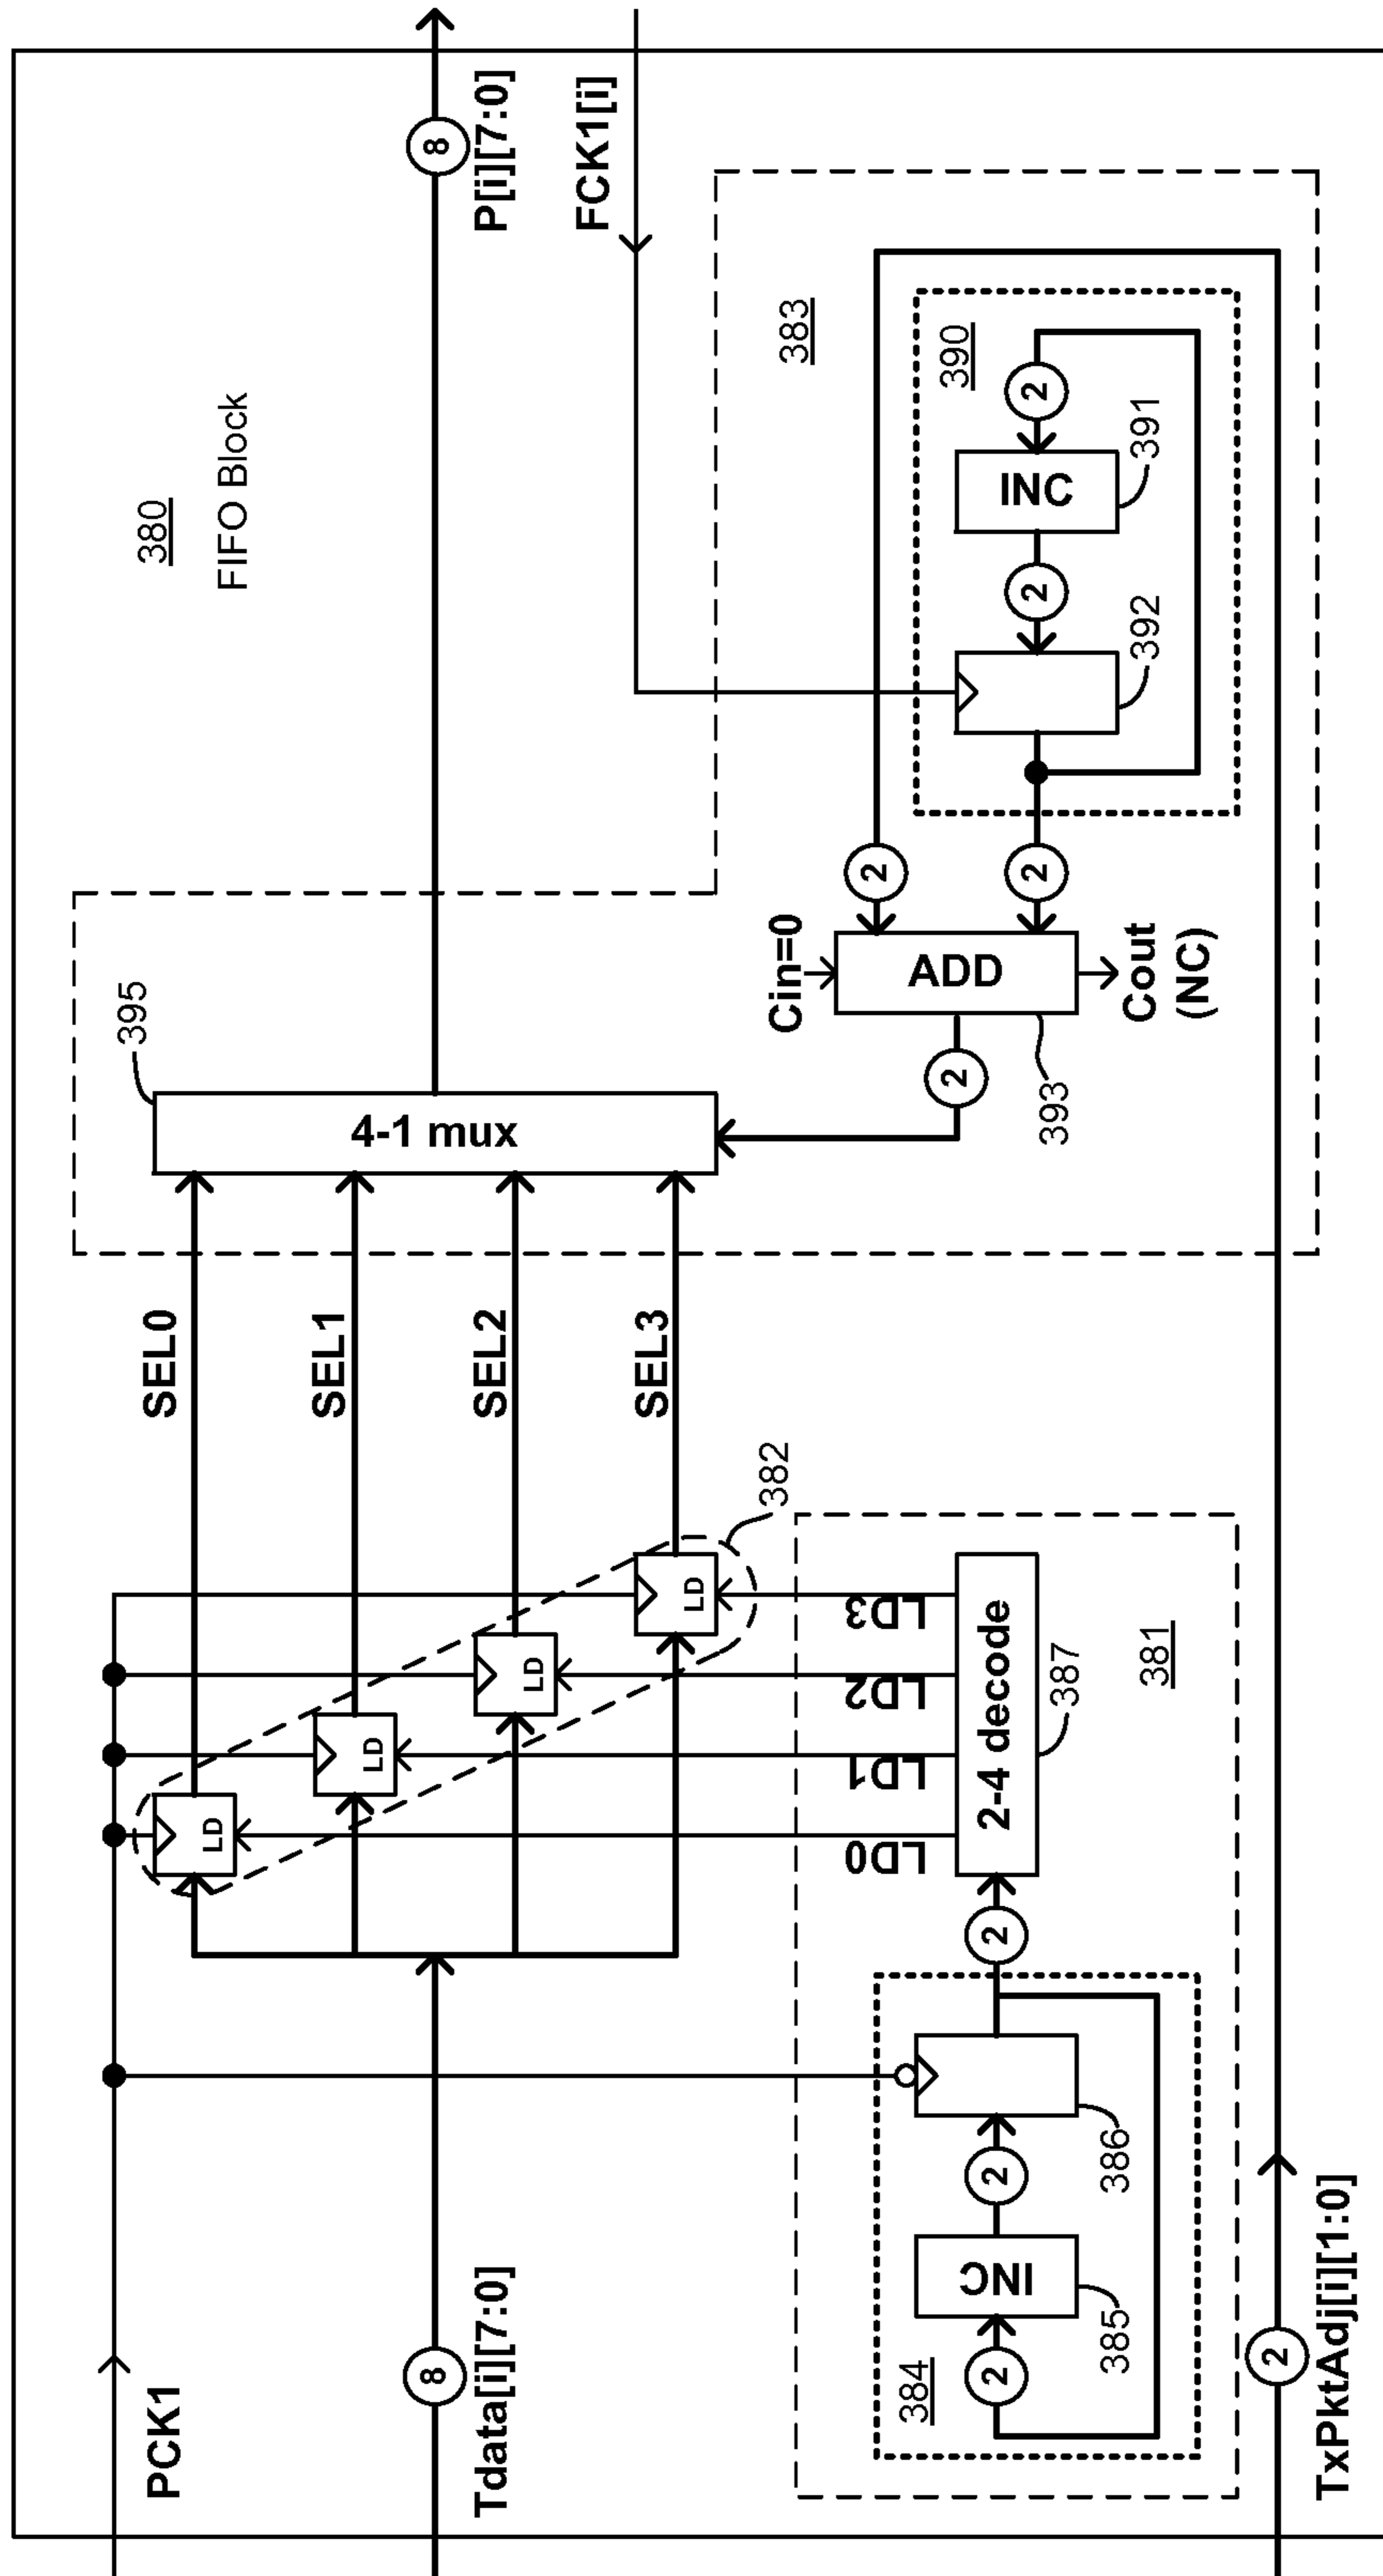 380
FIFO Block
PCK1
Tdata[i][7:0]
8
8
P[i][7:0]
FCK1[i]
SEL0
SEL1
SEL2
SEL3
395
4-1 mux
LD
LD
LD
LD
382
LD0
LD1
LD2
LD3
2-4 decode
387
381
384
2
INC
385
2
386
2
383
390
2
INC
391
2
392
2
2
Cin=0
ADD
Cout
(NC)
393
2
2
TxPktAdj[i][1:0]